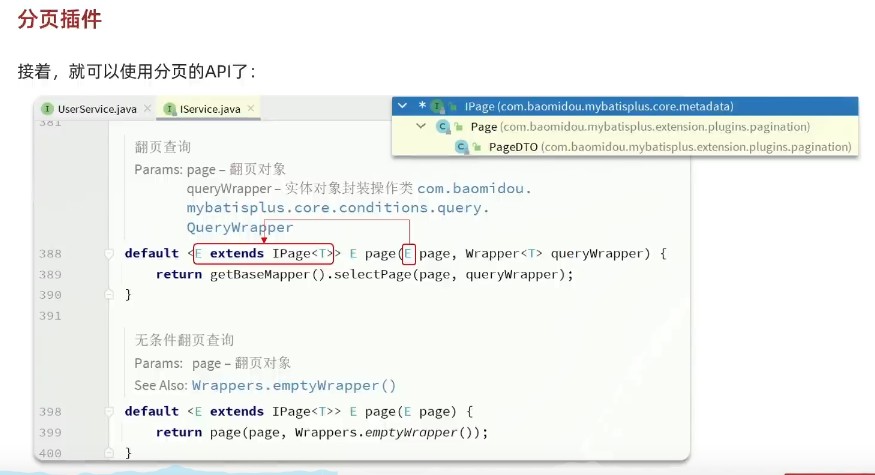 分页插件
接着，就可以使用分页的API了：
UserService.java × IService.java ×
* IPage (com.baomidou.mybatisplus.core.metadata)
Page (com.baomidou.mybatisplus.extension.plugins.pagination)
PageDTO (com.baomidou.mybatisplus.extension.plugins.pagination)
381
翻页查询
Params: page – 翻页对象
queryWrapper – 实体对象封装操作类 com.baomidou.
mybatisplus.core.conditions.query.
QueryWrapper
388 default <E extends IPage<T>> E page(E page, Wrapper<T> queryWrapper) {
389 return getBaseMapper().selectPage(page, queryWrapper);
390 }
391
无条件翻页查询
Params: page – 翻页对象
See Also: Wrappers.emptyWrapper()
398 default <E extends IPage<T>> E page(E page) {
399 return page(page, Wrappers.emptyWrapper());
400 }